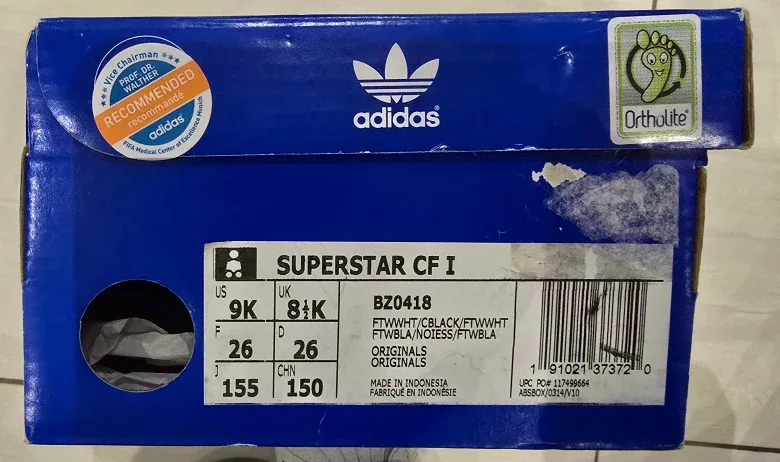 Vice Chairman
PROF. DR.
WALTHER
RECOMMENDED
recommandé
adidas
FIFA Medical Center of Excellence Munich
adidas
Ortholite®
SUPERSTAR CF I
US
9K
UK
8½K
F
26
D
26
J
155
CHN
150
BZ0418
FTWWHT/CBLACK/FTWWHT
FTWBLA/NOIESS/FTWBLA
ORIGINALS
ORIGINALS
MADE IN INDONESIA
FABRIQUÉ EN INDONÉSIE
1 91021 37372 0
UPC PO# 117499664
ABSBOX/0314/V10